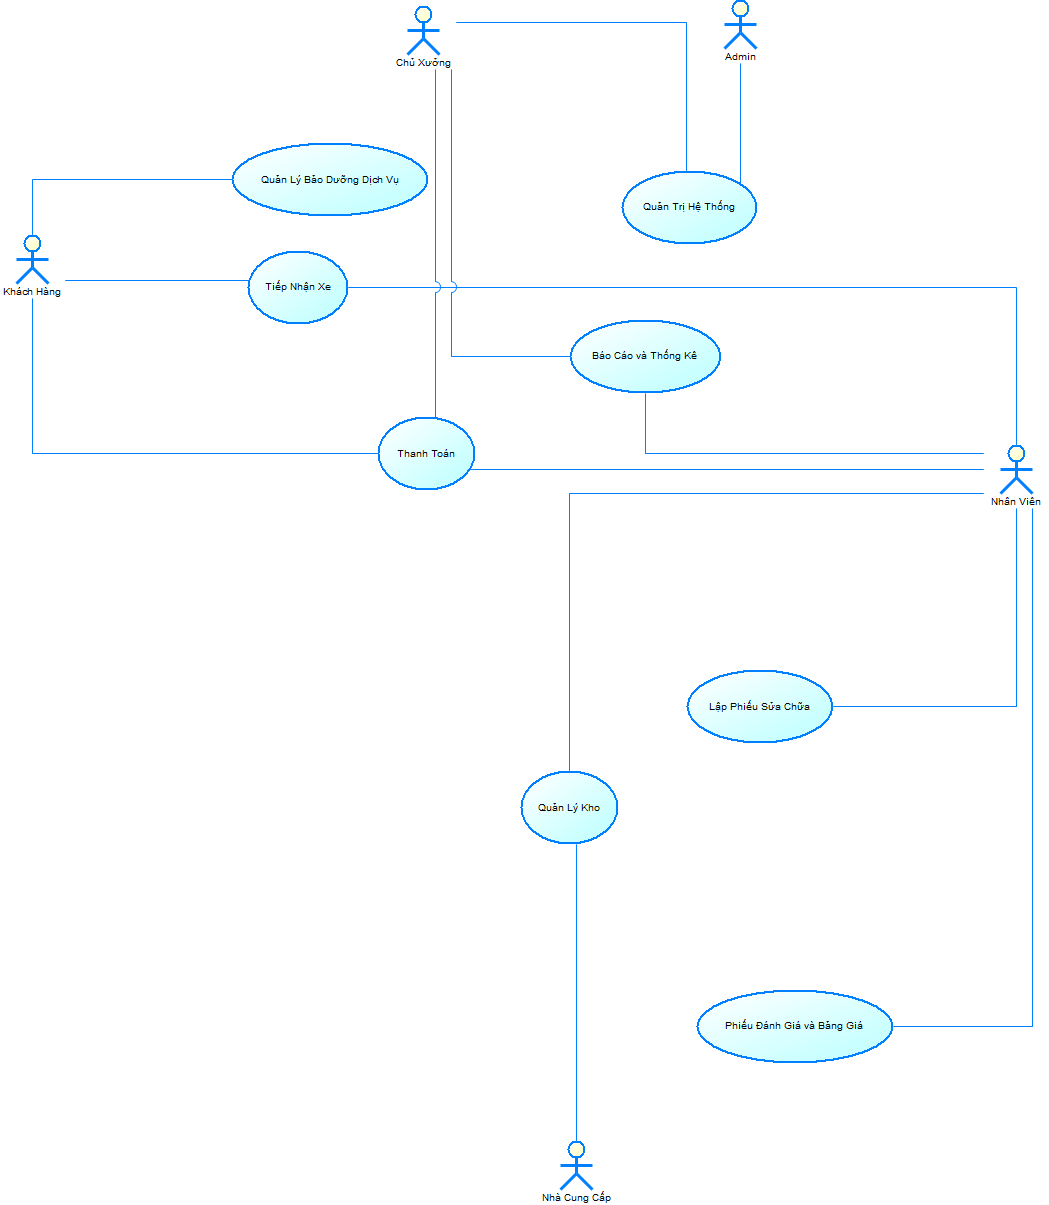 Chủ Xưởng
Admin
Quản Lý Bảo Dưỡng Dịch Vụ
Quản Trị Hệ Thống
Khách Hàng
Tiếp Nhận Xe
Báo Cáo và Thống Kê
Thanh Toán
Nhân Viên
Lập Phiếu Sửa Chữa
Quản Lý Kho
Phiếu Đánh Giá và Bảng Giá
Nhà Cung Cấp